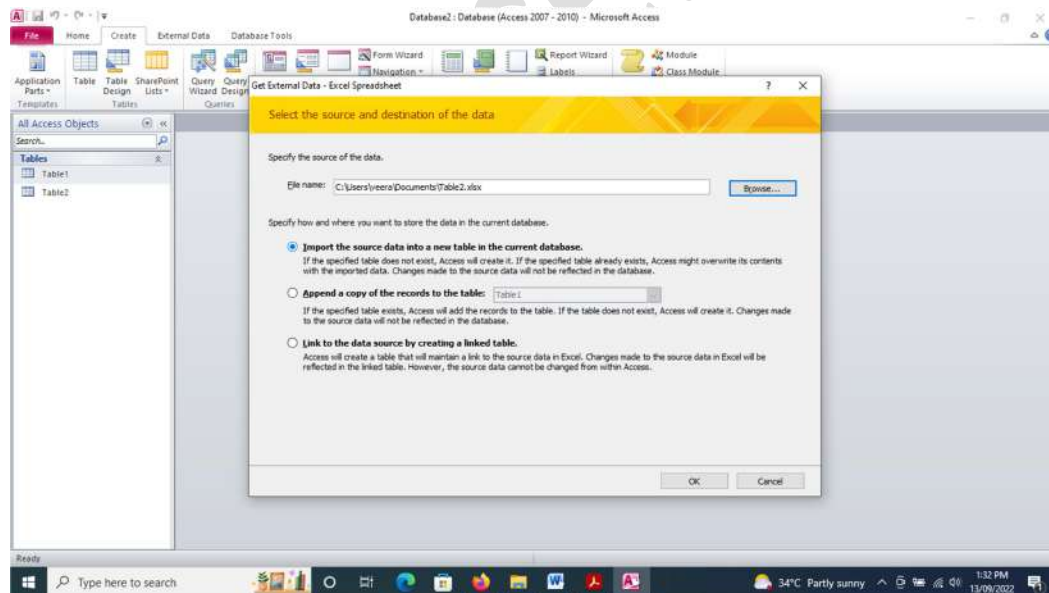 Database2 : Database (Access 2007 - 2010) - Microsoft Access
File Home Create External Data Database Tools
Application Parts
Table
Table Design
SharePoint Lists
Query Wizard
Query Design
Form Wizard
Navigation
Report Wizard
Labels
Module
Class Module
Templates
Tables
Queries
All Access Objects
Search..
Tables
Table1
Table2
Get External Data - Excel Spreadsheet
Select the source and destination of the data
Specify the source of the data.
File name: C:\Users\veera\Documents\Table2.xlsx Browse...
Specify how and where you want to store the data in the current database.
Import the source data into a new table in the current database.
If the specified table does not exist, Access will create it. If the specified table already exists, Access might overwrite its contents
with the imported data. Changes made to the source data will not be reflected in the database.
Append a copy of the records to the table: Table1
If the specified table exists, Access will add the records to the table. If the table does not exist, Access will create it. Changes made
to the source data will not be reflected in the database.
Link to the data source by creating a linked table.
Access will create a table that will maintain a link to the source data in Excel. Changes made to the source data in Excel will be
reflected in the linked table. However, the source data cannot be changed from within Access.
OK Cancel
Ready
Type here to search
34°C Partly sunny
1:32 PM
13/09/2022